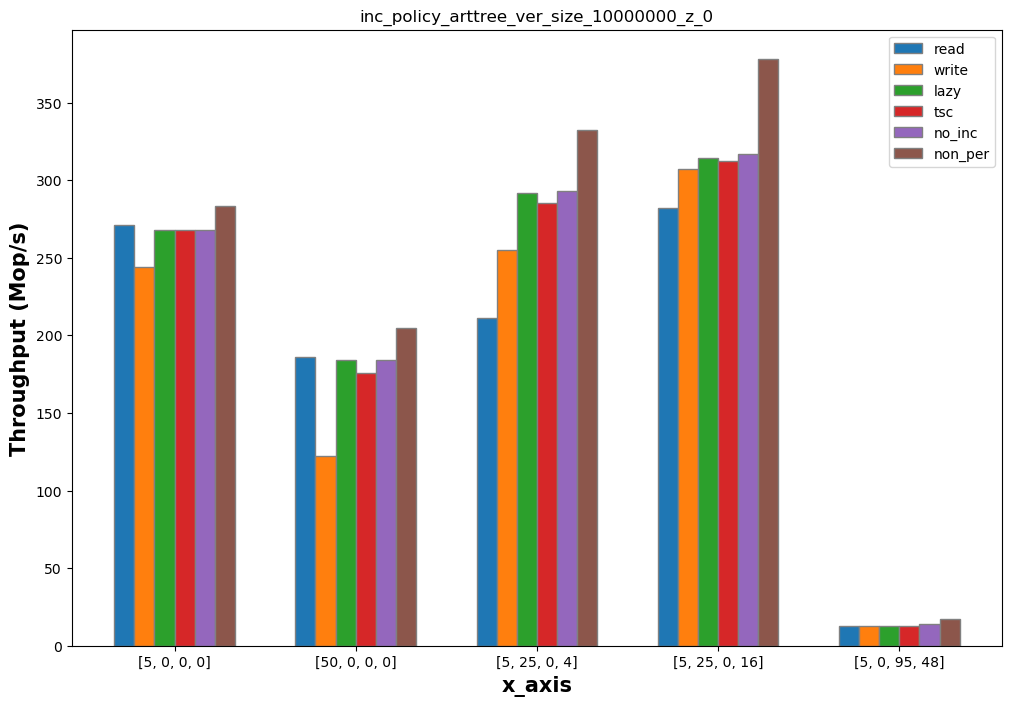 inc_policy_arttree_ver_size_10000000_z_0
read
write
lazy
tsc
no_inc
non_per
Throughput (Mop/s)
350
300
250
200
150
100
50
0
[5, 0, 0, 0] [50, 0, 0, 0] [5, 25, 0, 4] [5, 25, 0, 16] [5, 0, 95, 48]
x_axis